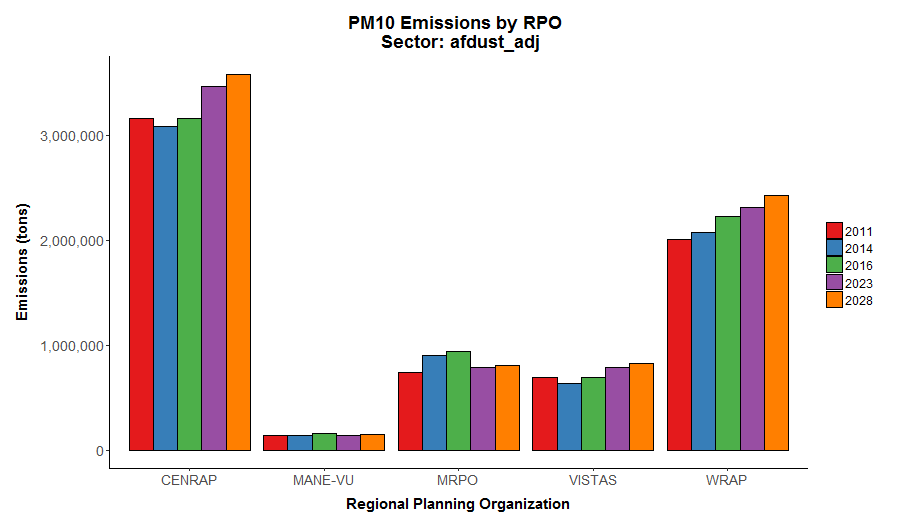 PM10 Emissions by RPO
Sector: afdust_adj
Emissions (tons)
3,000,000
2,000,000
1,000,000
0
CENRAP
MANE-VU
MRPO
VISTAS
WRAP
Regional Planning Organization
2011
2014
2016
2023
2028